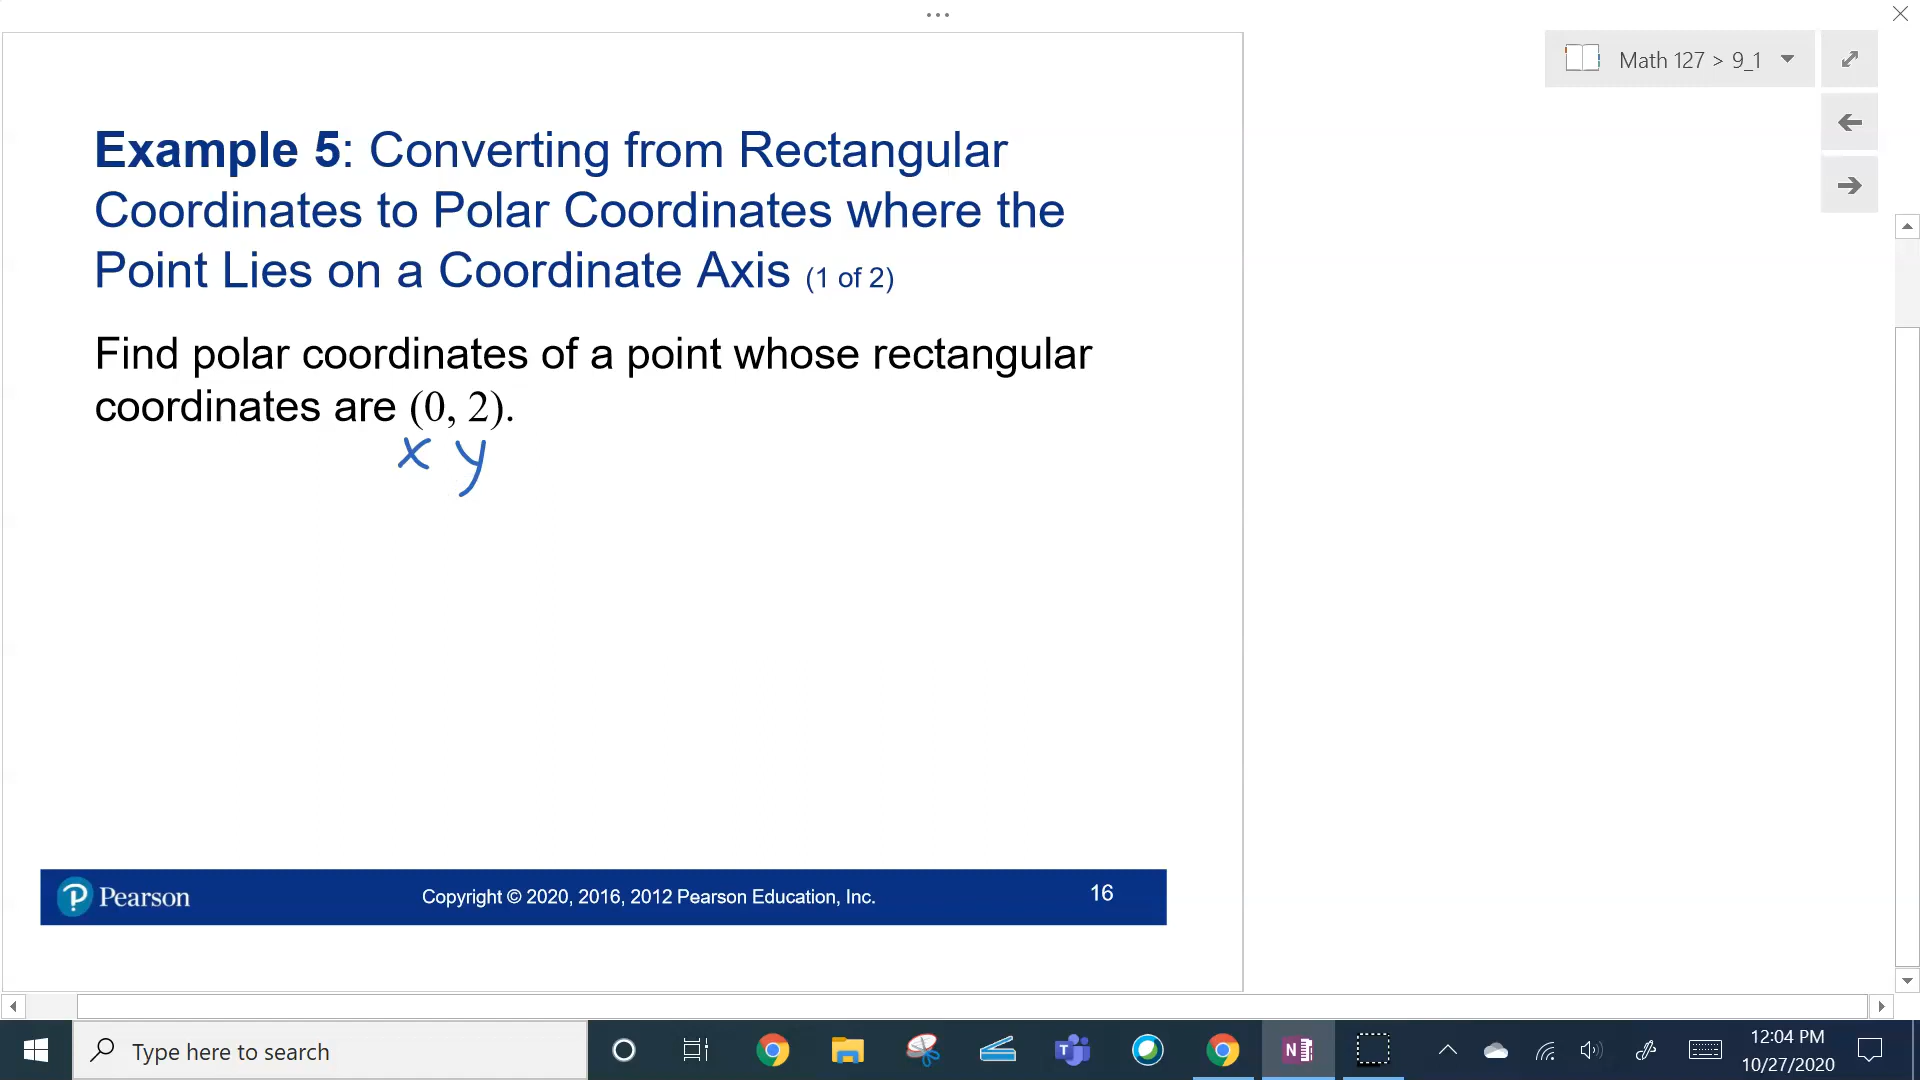 Math 127 > 9_1
Example 5: Converting from Rectangular
Coordinates to Polar Coordinates where the
Point Lies on a Coordinate Axis (1 of 2)
Find polar coordinates of a point whose rectangular
coordinates are (0, 2).
x y
Pearson
Copyright © 2020, 2016, 2012 Pearson Education, Inc.
16
Type here to search
12:04 PM
10/27/2020